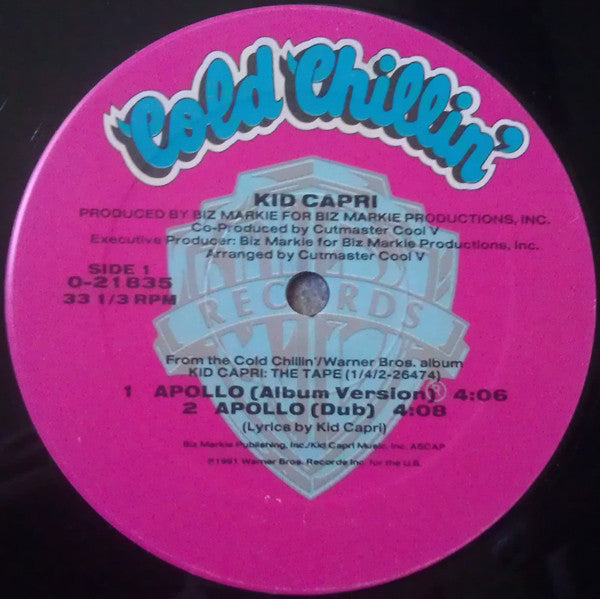 Cold Chillin'
KID CAPRI
PRODUCED BY BIZ MARKIE FOR BIZ MARKIE PRODUCTIONS, INC.
Co-Produced by Cutmaster Cool V
Executive Producer: Biz Markie for Biz Markie Productions, Inc.
Arranged by Cutmaster Cool V
SIDE 1
0-21835
33 1/3 RPM
RECORDS
From the Cold Chillin'/Warner Bros. album
KID CAPRI: THE TAPE (1/4/2-26474)
®
1 APOLLO (Album Version) 4:06
2 APOLLO (Dub) 4:08
(Lyrics by Kid Capri)
Biz Markie Publishing, Inc./Kid Capri Music, Inc. ASCAP
℗1991 Warner Bros. Records Inc. for the U.S.